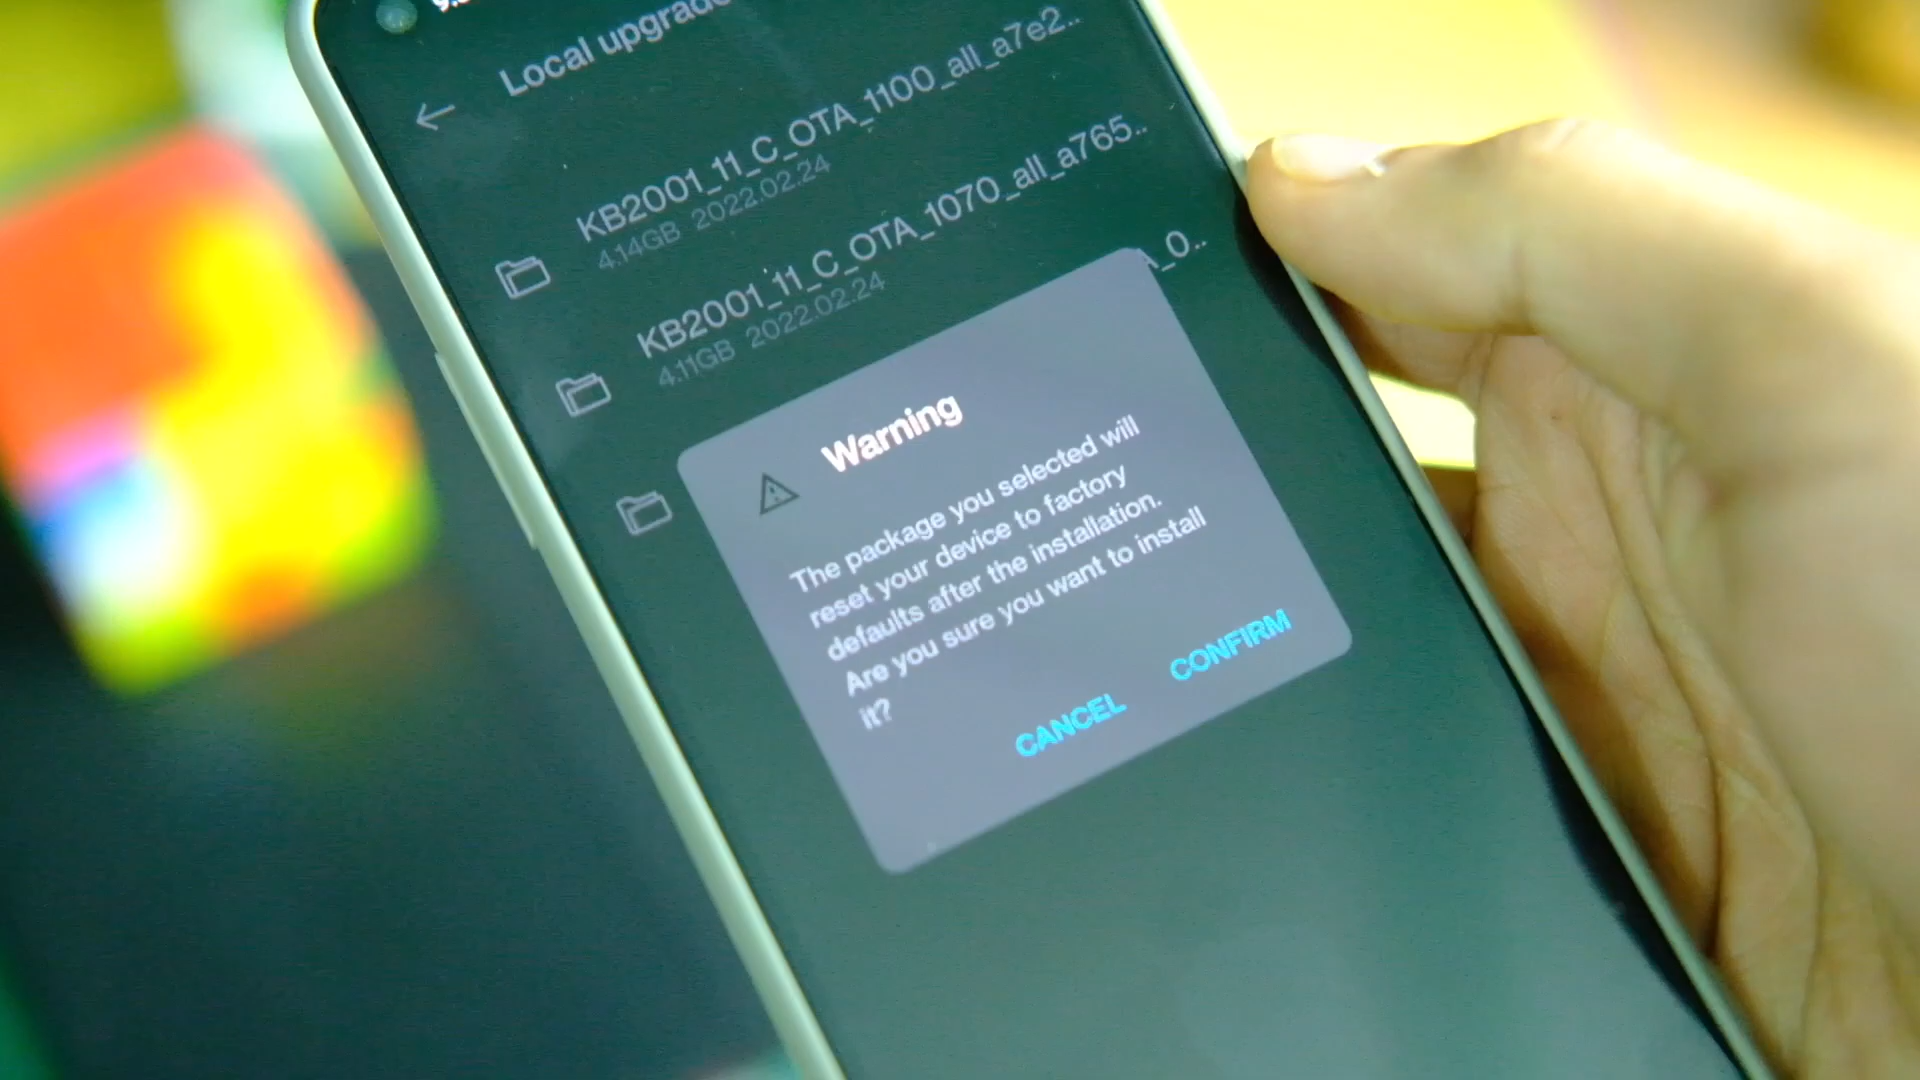 Local upgrade
KB2001_11_C_OTA_1100_all_a7e2..
4.14GB 2022.02.24
KB2001_11_C_OTA_1070_all_a765..
4.11GB 2022.02.24
A_0..
Warning
The package you selected will
reset your device to factory
defaults after the installation.
Are you sure you want to install
it?
CANCEL
CONFIRM